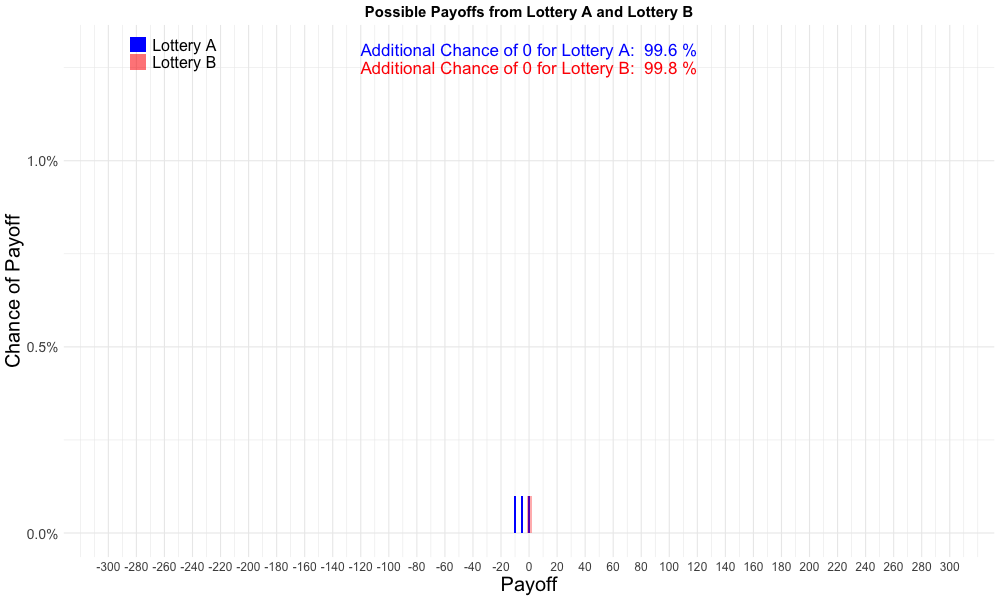 Possible Payoffs from Lottery A and Lottery B
Lottery A
Lottery B
Additional Chance of 0 for Lottery A:  99.6 %
Additional Chance of 0 for Lottery B:  99.8 %
Chance of Payoff
1.0%
0.5%
0.0%
-300 -280 -260 -240 -220 -200 -180 -160 -140 -120 -100 -80 -60 -40 -20 0 20 40 60 80 100 120 140 160 180 200 220 240 260 280 300
Payoff